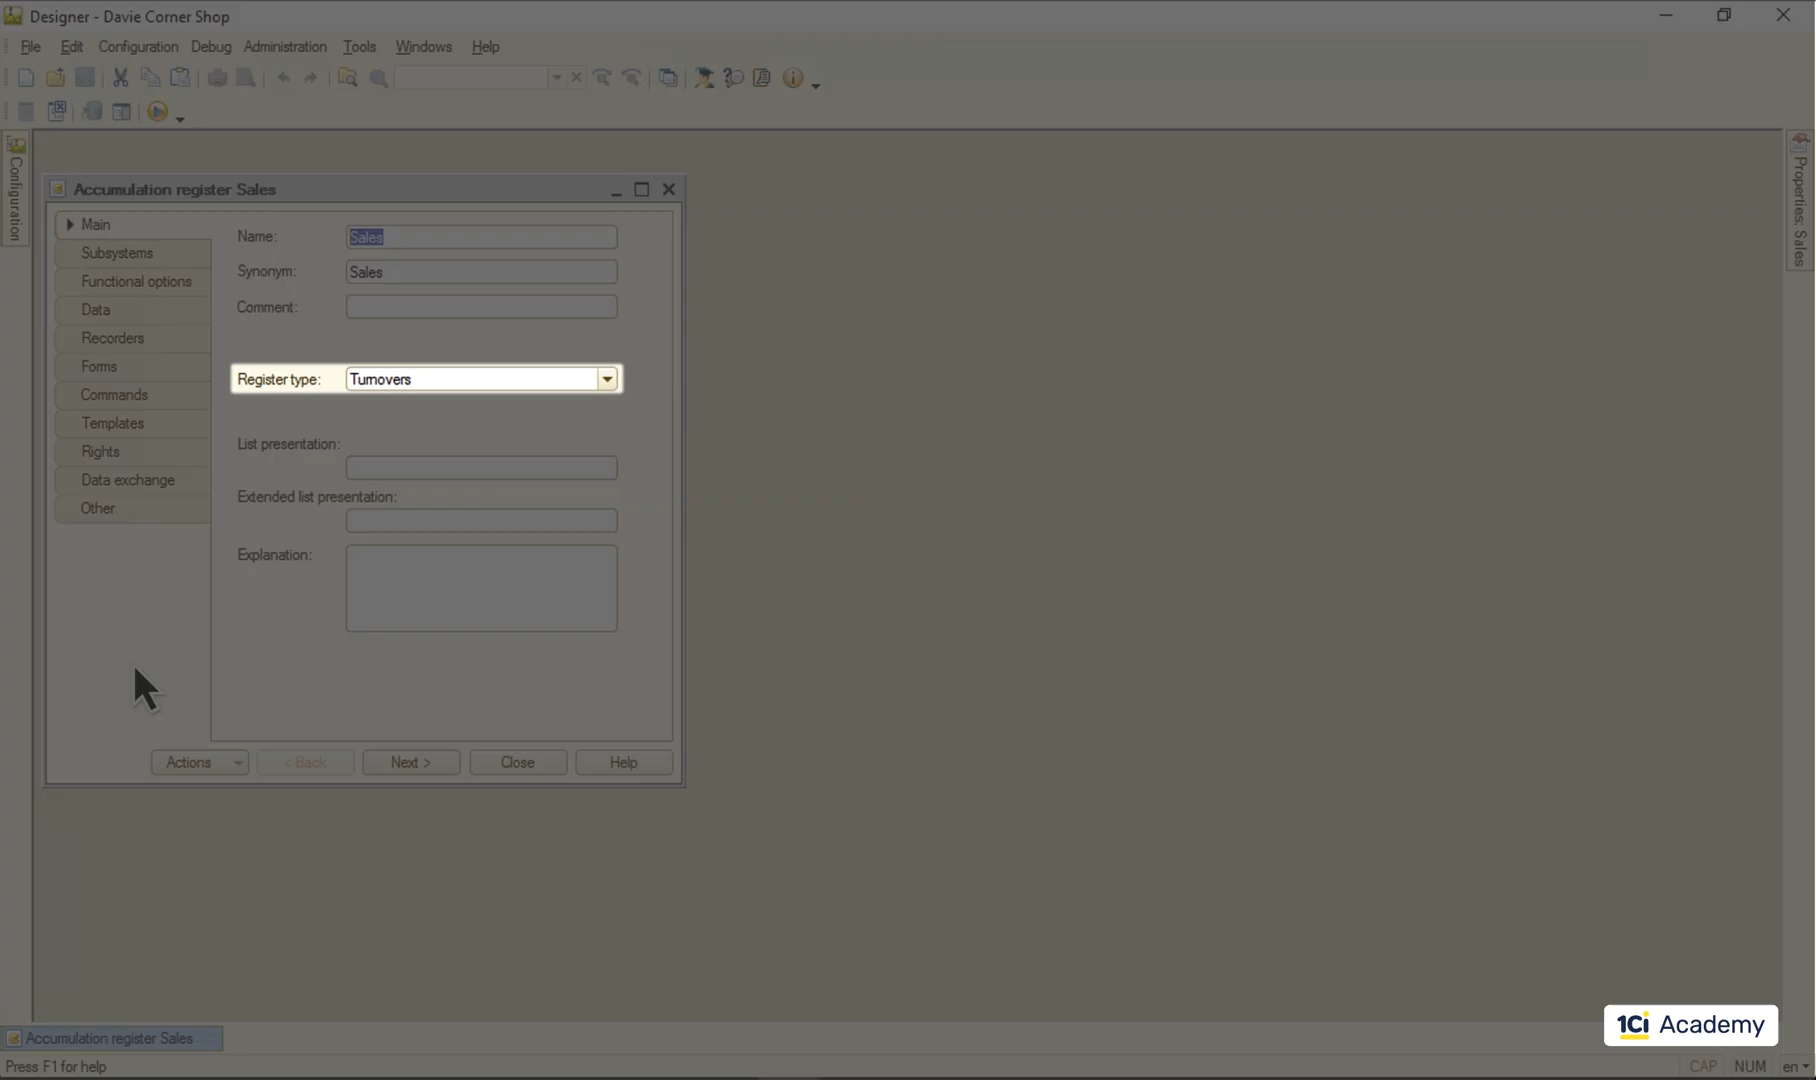 Designer - Davie Corner Shop
File Edit Configuration Debug Administration Tools Windows Help
Configuration
Properties: Sales
Accumulation register Sales
Main
Subsystems
Functional options
Data
Recorders
Forms
Commands
Templates
Rights
Data exchange
Other
Name: Sales
Synonym: Sales
Comment:
Register type: Turnovers
List presentation:
Extended list presentation:
Explanation:
Actions < Back Next > Close Help
1Ci Academy
Accumulation register Sales
Press F1 for help CAP NUM en